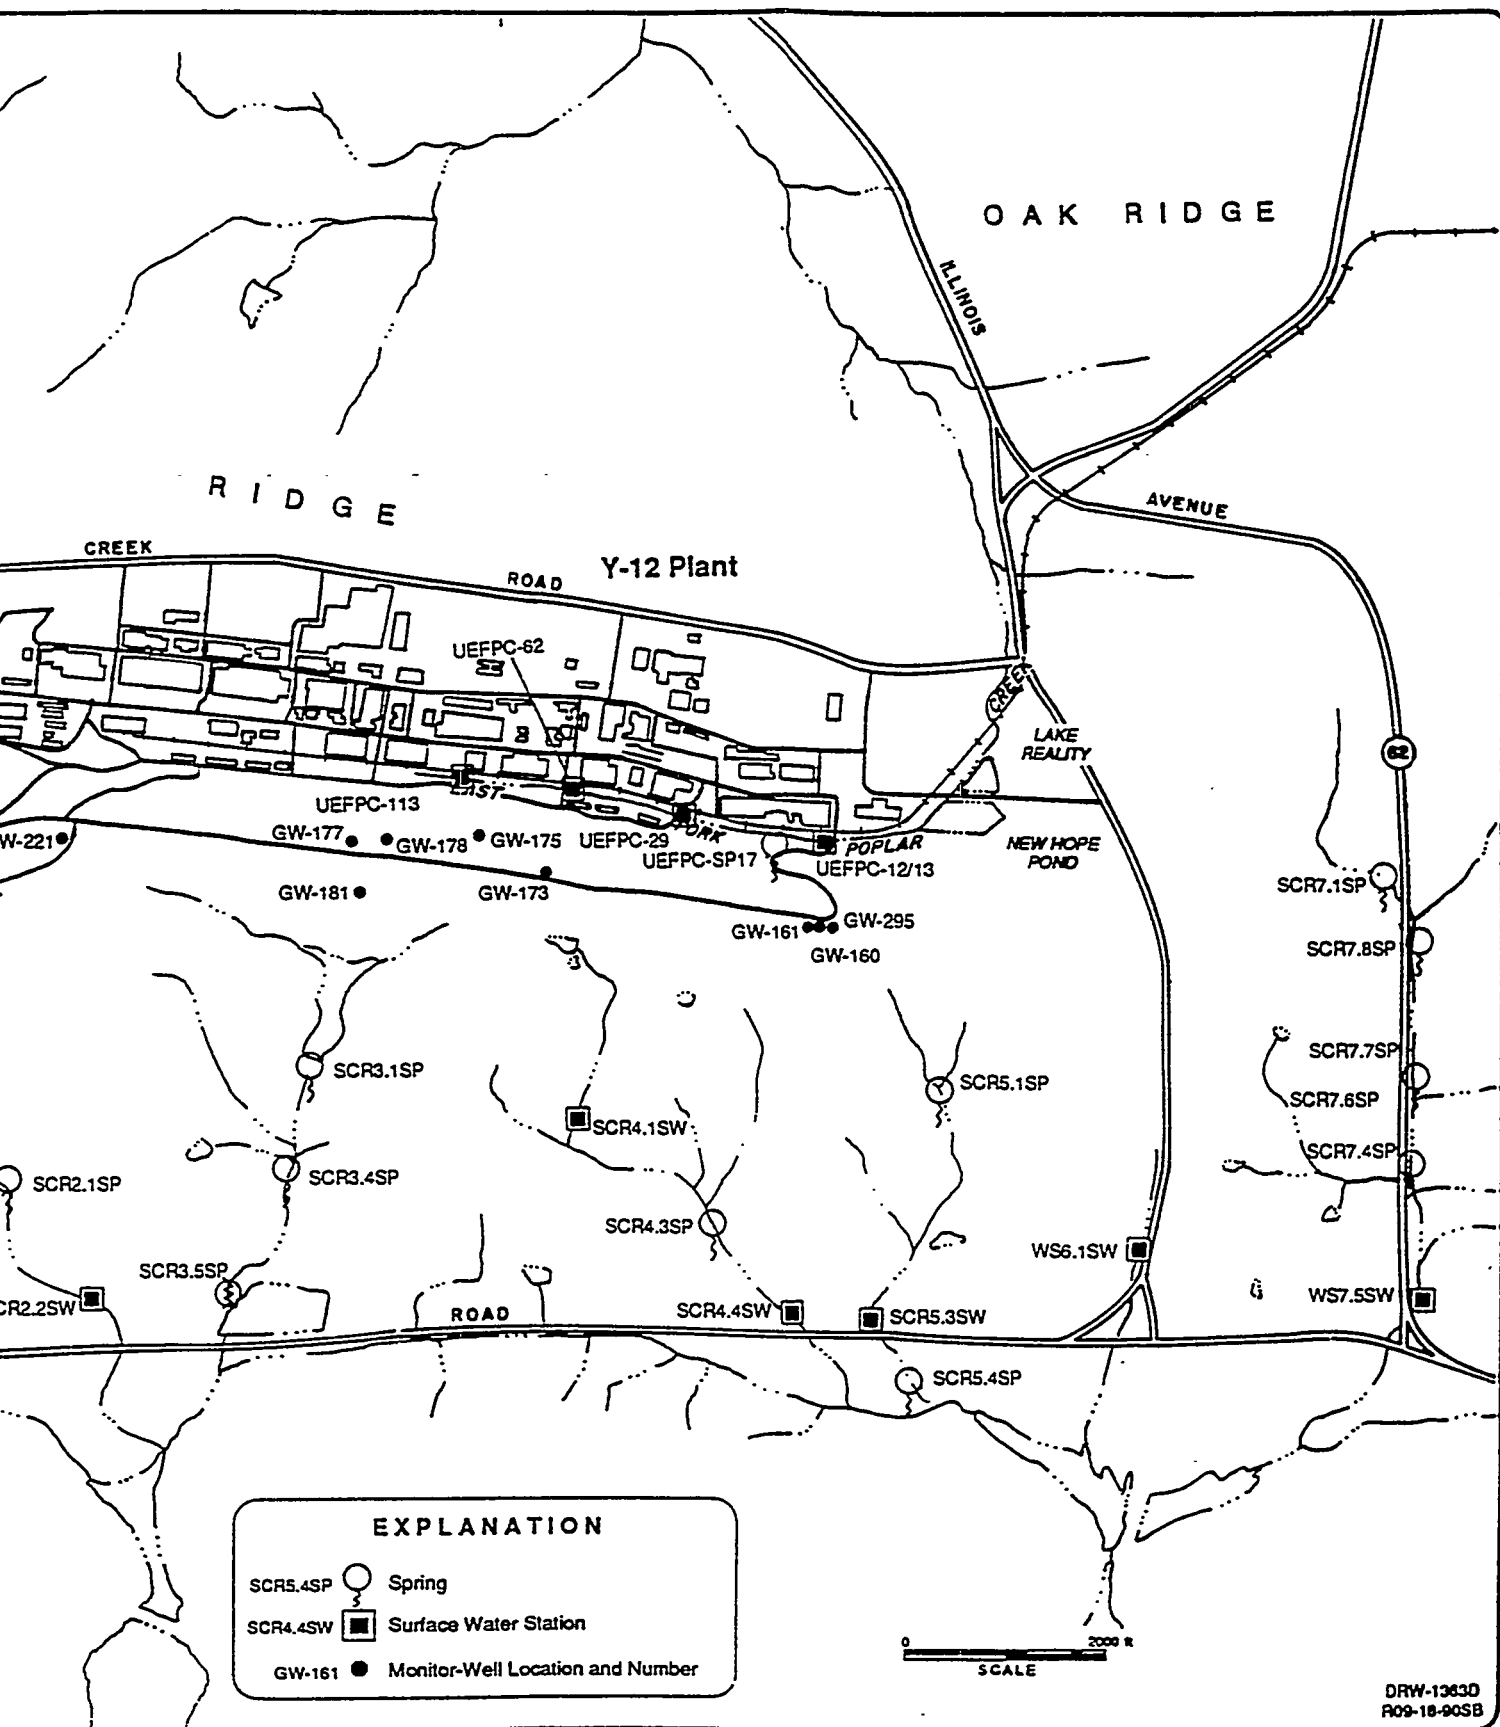 OAK RIDGE
ILLINOIS
RIDGE
AVENUE
CREEK
ROAD
Y-12 Plant
UEFPC-62
CREEK
LAKE
REALITY
62
UEFPC-113
EAST
GW-177
GW-178
GW-175
UEFPC-29
FORK
UEFPC-SP17
POPLAR
UEFPC-12/13
NEW HOPE
POND
W-221
GW-181
GW-173
SCR7.1SP
GW-161
GW-295
GW-160
SCR7.8SP
SCR3.1SP
SCR5.1SP
SCR7.7SP
SCR7.6SP
SCR4.1SW
SCR7.4SP
SCR2.1SP
SCR3.4SP
SCR4.3SP
WS6.1SW
SCR3.5SP
CR2.2SW
ROAD
SCR4.4SW
SCR5.3SW
WS7.5SW
SCR5.4SP
EXPLANATION
SCR5.4SP Spring
SCR4.4SW Surface Water Station
GW-161 Monitor-Well Location and Number
0 2000 ft
SCALE
DRW-1363D
R09-18-90SB